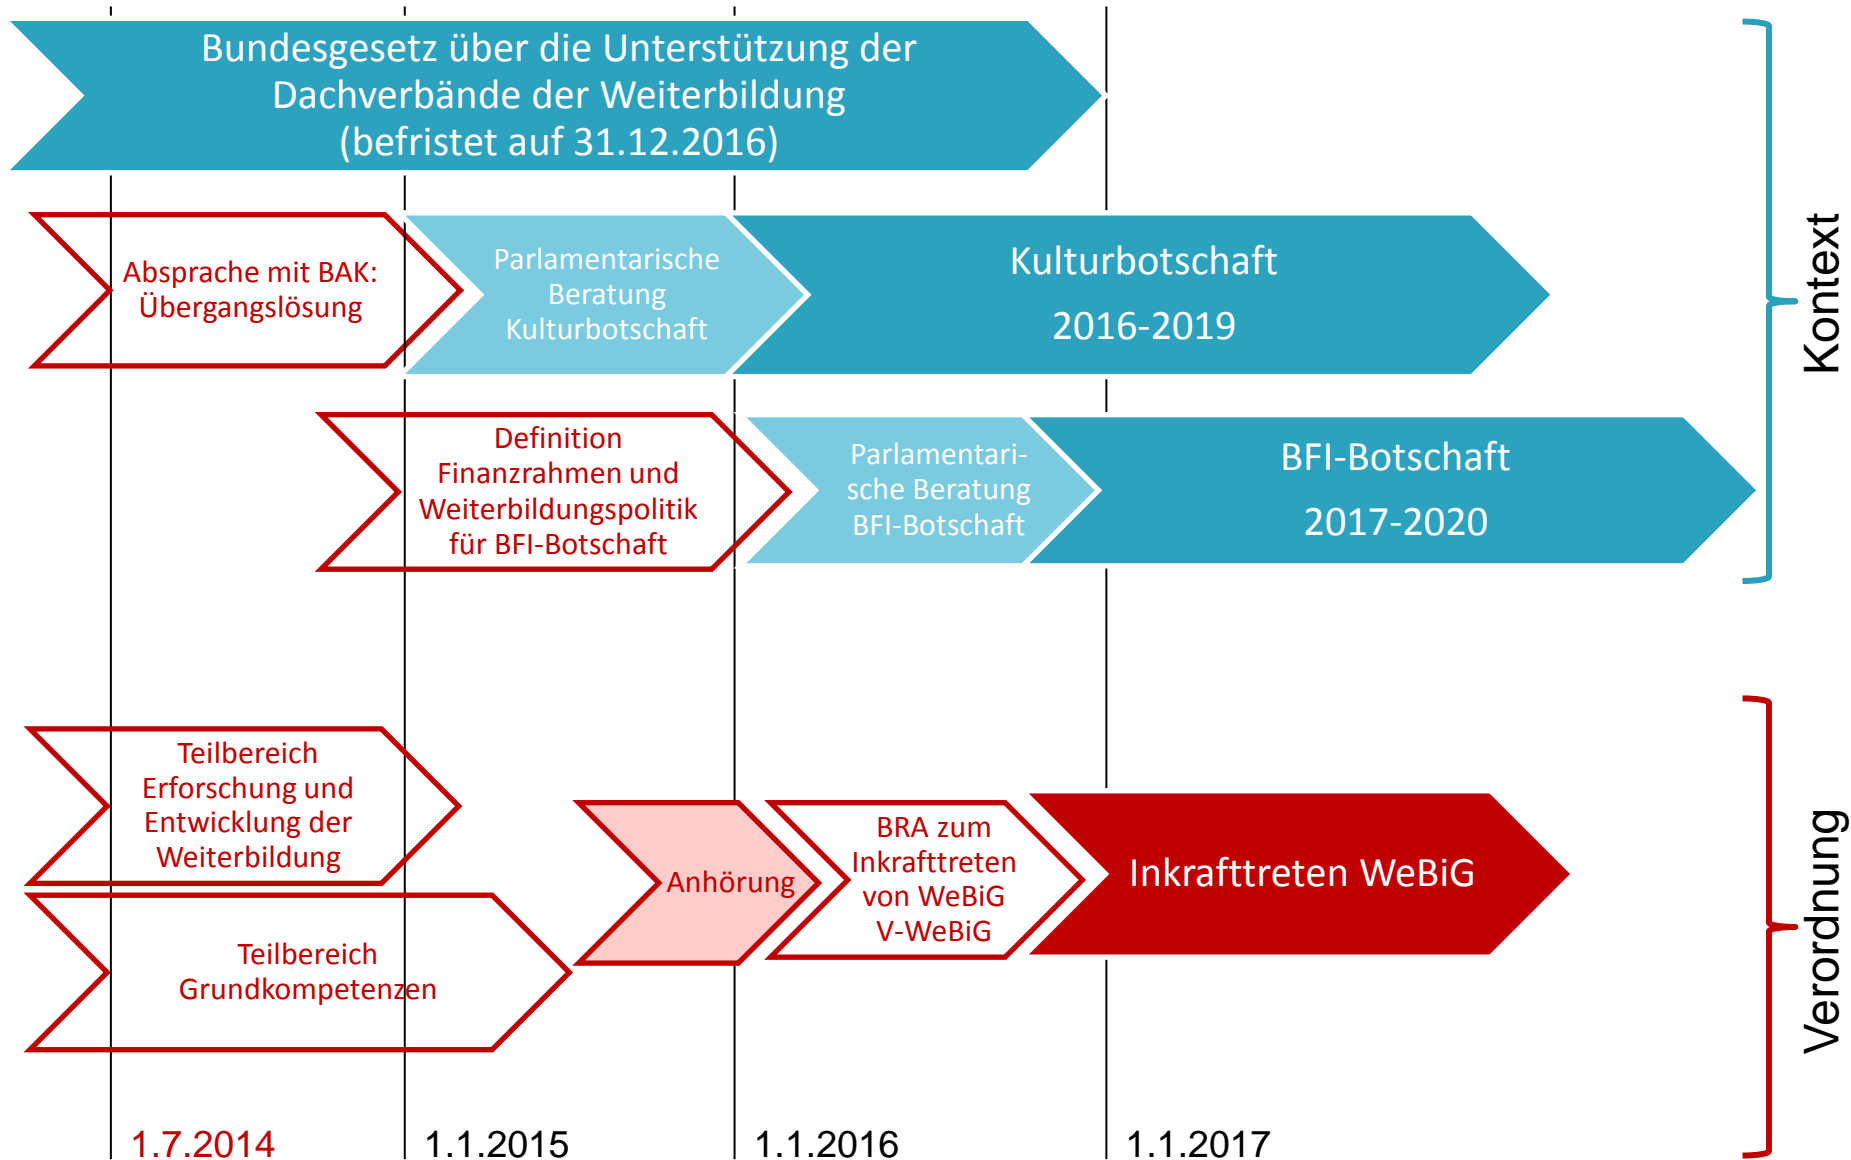 Bundesgesetz über die Unterstützung der
Dachverbände der Weiterbildung
(befristet auf 31.12.2016)
Absprache mit BAK:
Übergangslösung
Parlamentarische
Beratung
Kulturbotschaft
Kulturbotschaft
2016-2019
Definition
Finanzrahmen und
Weiterbildungspolitik
für BFI-Botschaft
Parlamentari-
sche Beratung
BFI-Botschaft
BFI-Botschaft
2017-2020
Kontext
Teilbereich
Erforschung und
Entwicklung der
Weiterbildung
Teilbereich
Grundkompetenzen
Anhörung
BRA zum
Inkrafttreten
von WeBiG
V-WeBiG
Inkrafttreten WeBiG
Verordnung
1.7.2014
1.1.2015
1.1.2016
1.1.2017